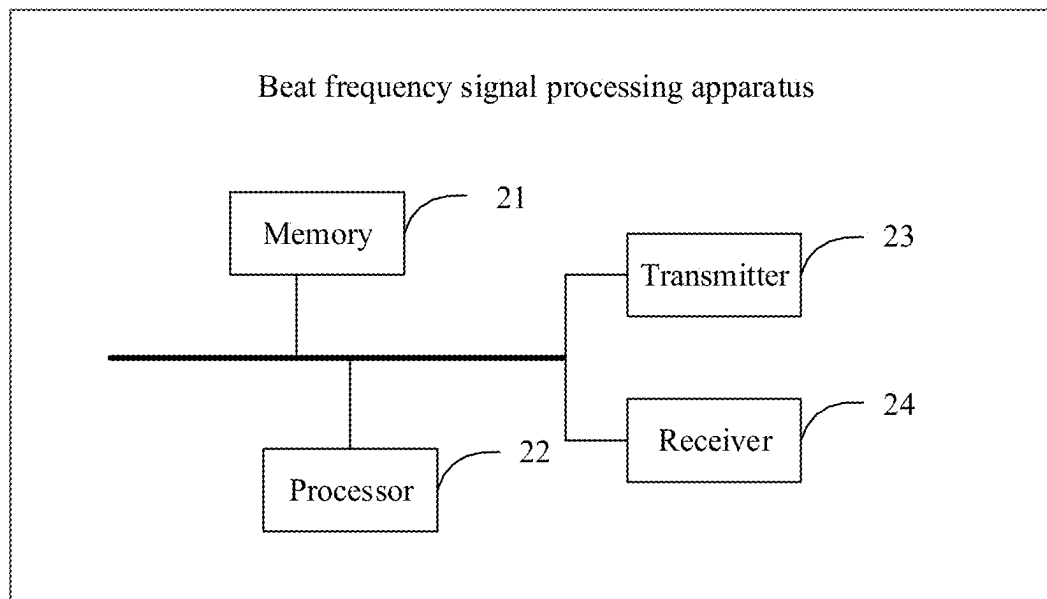 Beat frequency signal processing apparatus
21
Memory
23
Transmitter
24
Receiver
22
Processor